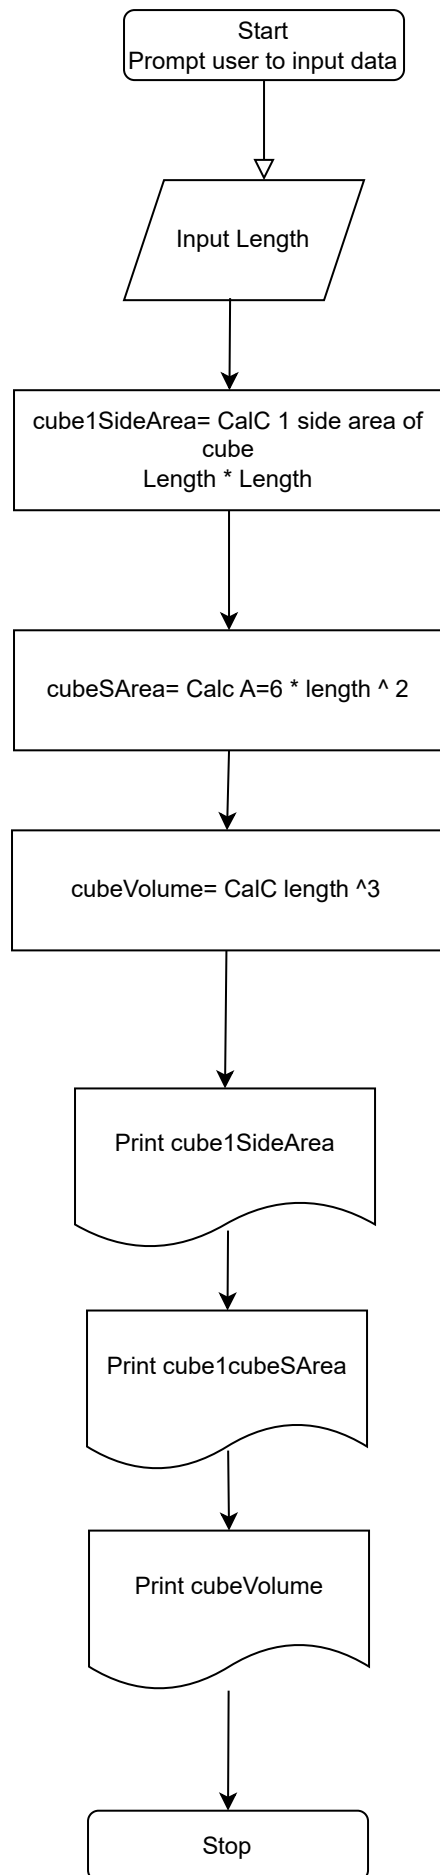 Start
Prompt user to input data
Input Length
cube1SideArea= CalC 1 side area of
cube
Length * Length
cubeSArea= Calc A=6 * length ^ 2
cubeVolume= CalC length ^3
Print cube1SideArea
Print cube1cubeSArea
Print cubeVolume
Stop